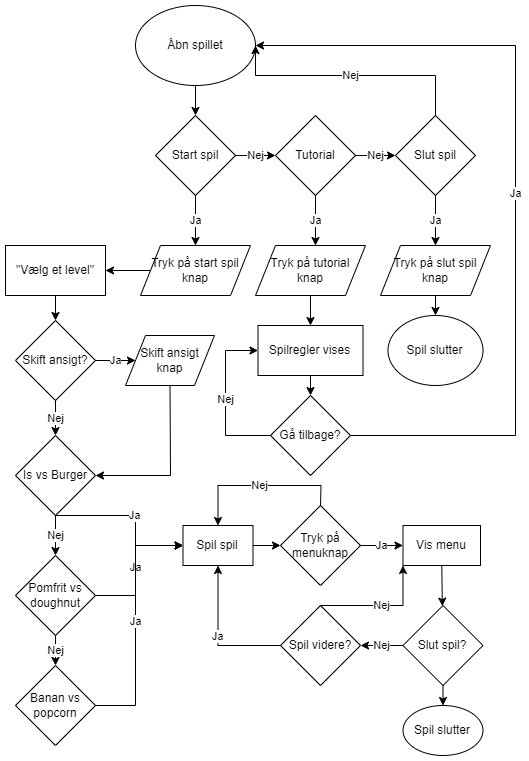 Åbn spillet
Nej
Start spil
Nej
Tutorial
Nej
Slut spil
Ja
Ja
Ja
Ja
"Vælg et level"
Tryk på start spil
knap
Tryk på tutorial
knap
Tryk på slut spil
knap
Skift ansigt?
Ja
Skift ansigt
knap
Spilregler vises
Spil slutter
Nej
Nej
Gå tilbage?
Is vs Burger
Nej
Ja
Nej
Spil spil
Tryk på
menuknap
Ja
Vis menu
Ja
Pomfrit vs
doughnut
Nej
Ja
Ja
Nej
Spil videre?
Nej
Slut spil?
Banan vs
popcorn
Spil slutter